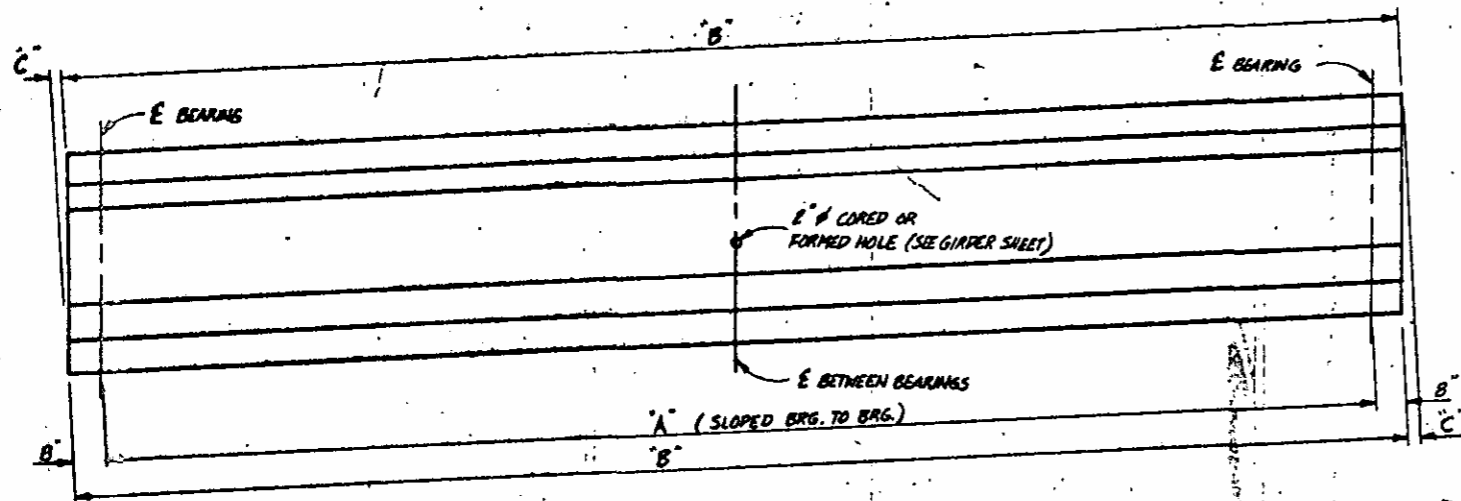 "B"
"C"
℄ BEARING
℄ BEARING
2" ø CORED OR
FORMED HOLE (SEE GIRDER SHEET)
℄ BETWEEN BEARINGS
"A" (SLOPED BRG. TO BRG.)
8"
8"
"B"
"C"